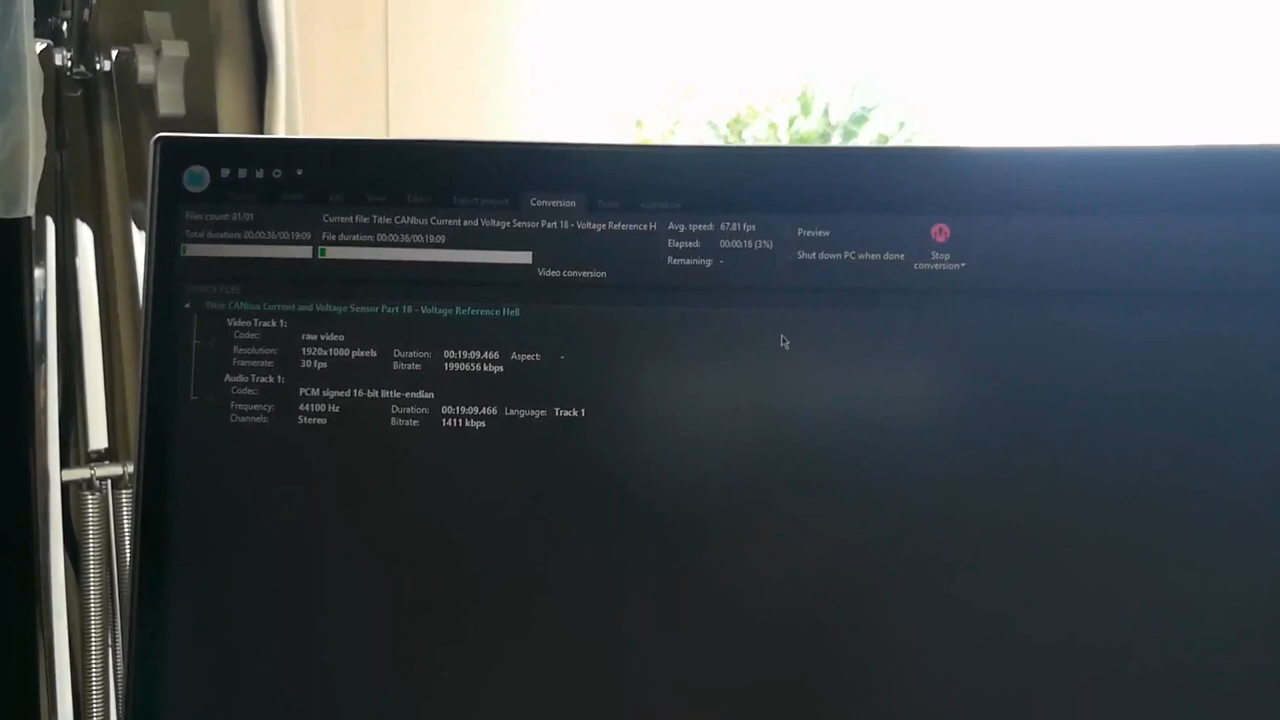 Export project Conversion Tools
Files count: 01/01
Current file: Title: CANbus Current and Voltage Sensor Part 18 - Voltage Reference H
Total duration: 00:00:36/00:19:09
File duration: 00:00:36/00:19:09
Video conversion
Avg. speed: 67.81 fps
Elapsed: 00:00:16 (3%)
Remaining: -
Preview
Shut down PC when done
Stop
conversion
SOURCE FILES
Title: CANbus Current and Voltage Sensor Part 18 - Voltage Reference Hell
Video Track 1:
Codec: raw video
Resolution: 1920x1080 pixels Duration: 00:19:09.466 Aspect: -
Framerate: 30 fps Bitrate: 1990656 kbps
Audio Track 1:
Codec: PCM signed 16-bit little-endian
Frequency: 44100 Hz Duration: 00:19:09.466 Language: Track 1
Channels: Stereo Bitrate: 1411 kbps